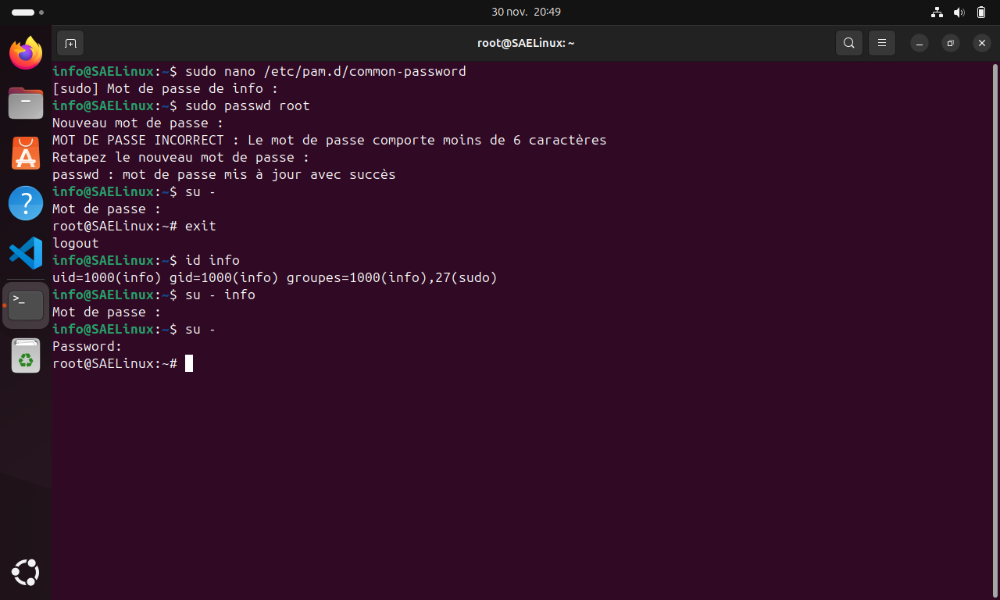 30 nov. 20:49
root@SAELinux: ~
info@SAELinux:~$ sudo nano /etc/pam.d/common-password
[sudo] Mot de passe de info :
info@SAELinux:~$ sudo passwd root
Nouveau mot de passe :
MOT DE PASSE INCORRECT : Le mot de passe comporte moins de 6 caractères
Retapez le nouveau mot de passe :
passwd : mot de passe mis à jour avec succès
info@SAELinux:~$ su -
Mot de passe :
root@SAELinux:~# exit
logout
info@SAELinux:~$ id info
uid=1000(info) gid=1000(info) groupes=1000(info),27(sudo)
info@SAELinux:~$ su - info
Mot de passe :
info@SAELinux:~$ su -
Password:
root@SAELinux:~#